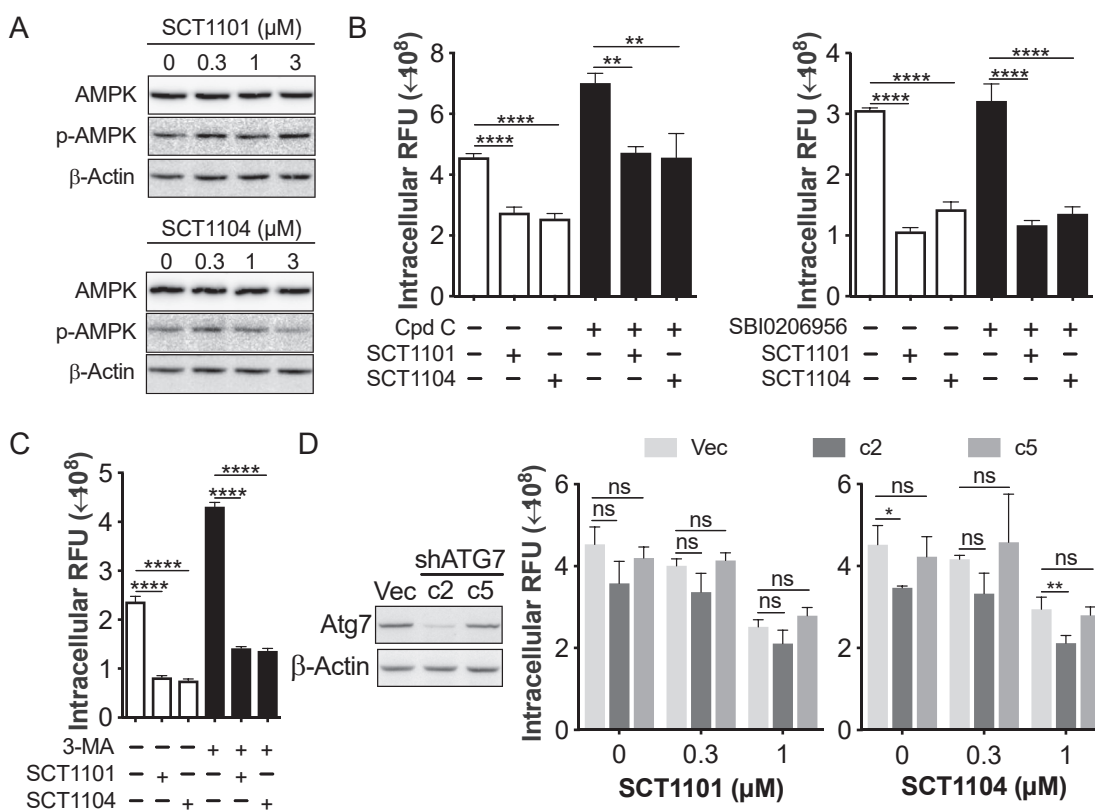 A
SCT1101 (µM)
0 0.3 1 3
AMPK
p-AMPK
β-Actin
SCT1104 (µM)
0 0.3 1 3
AMPK
p-AMPK
β-Actin
B
Intracellular RFU (←10⁸)
8
6
4
2
0
**** **** ** **
Cpd C – – – + + +
SCT1101 – + – – + –
SCT1104 – – + – – +
Intracellular RFU (←10⁸)
4
3
2
1
0
**** **** **** ****
SBI0206956 – – – + + +
SCT1101 – + – – + –
SCT1104 – – + – – +
C
Intracellular RFU (←10⁸)
5
4
3
2
1
0
**** **** **** ****
3-MA – – – + + +
SCT1101 – + – – + –
SCT1104 – – + – – +
D
shATG7
Vec c2 c5
Atg7
β-Actin
Vec c2 c5
Intracellular RFU (←10⁸)
6
4
2
0
ns ns ns ns ns ns
0 0.3 1
SCT1101 (µM)
6
4
2
0
ns * ns ns ns **
0 0.3 1
SCT1104 (µM)